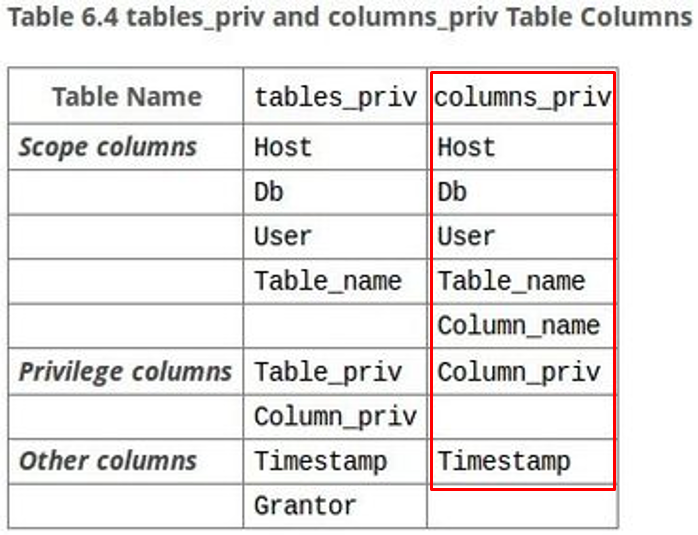 Table 6.4 tables_priv and columns_priv Table Columns
Table Name tables_priv columns_priv
Scope columns Host Host
Db Db
User User
Table_name Table_name
Column_name
Privilege columns Table_priv Column_priv
Column_priv
Other columns Timestamp Timestamp
Grantor